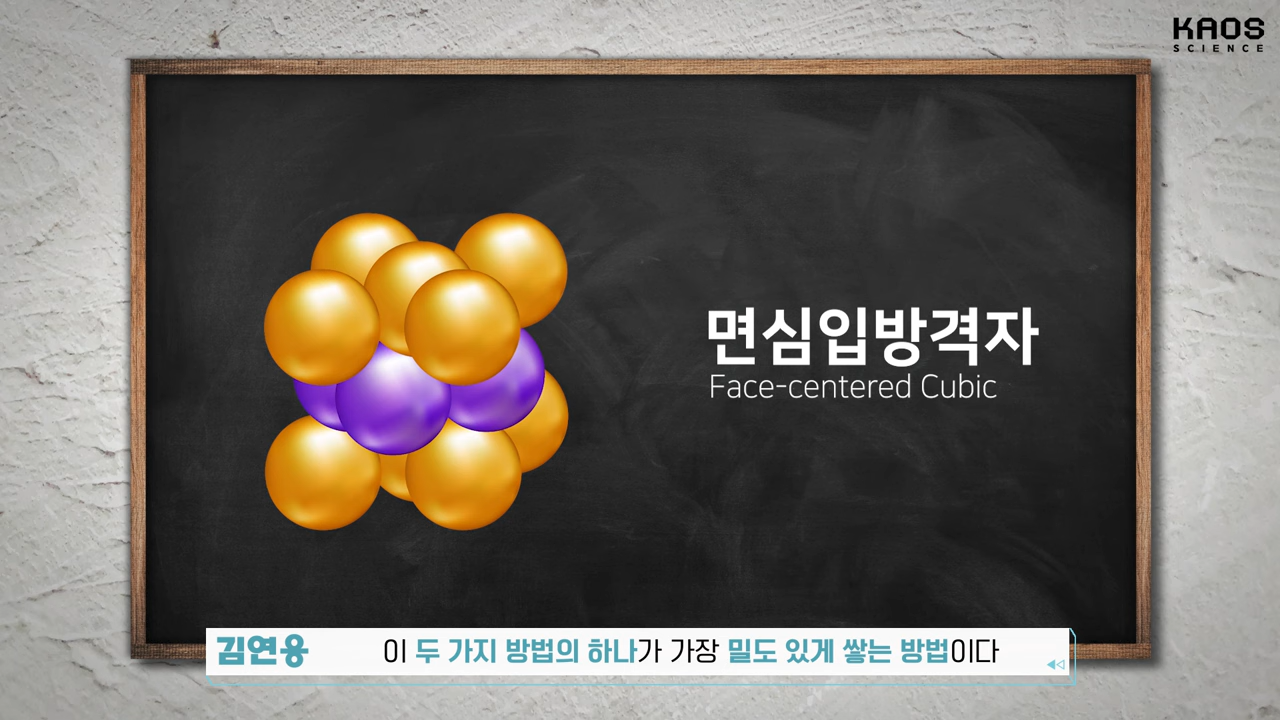 KAOS
SCIENCE
면심입방격자
Face-centered Cubic
김연용 이 두 가지 방법의 하나가 가장 밀도 있게 쌓는 방법이다